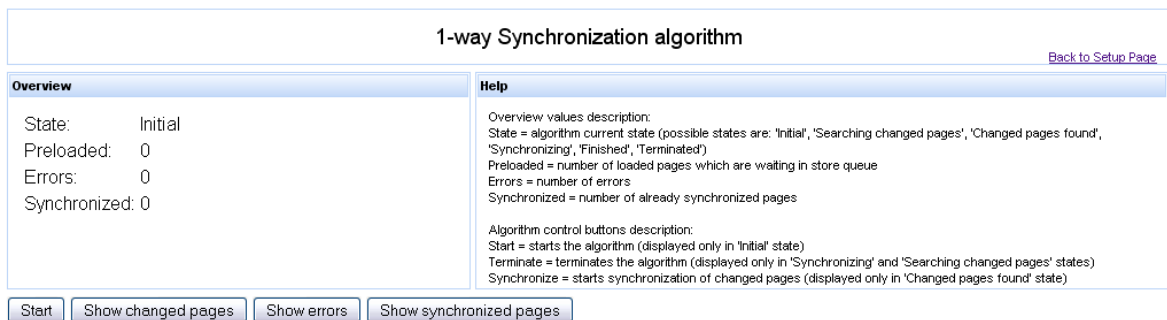 1-way Synchronization algorithm
Back to Setup Page
Overview
State: Initial
Preloaded: 0
Errors: 0
Synchronized: 0
Help
Overview values description:
State = algorithm current state (possible states are: 'Initial', 'Searching changed pages', 'Changed pages found',
'Synchronizing', 'Finished', 'Terminated')
Preloaded = number of loaded pages which are waiting in store queue
Errors = number of errors
Synchronized = number of already synchronized pages
Algorithm control buttons description:
Start = starts the algorithm (displayed only in 'Initial' state)
Terminate = terminates the algorithm (displayed only in 'Synchronizing' and 'Searching changed pages' states)
Synchronize = starts synchronization of changed pages (displayed only in 'Changed pages found' state)
Start Show changed pages Show errors Show synchronized pages